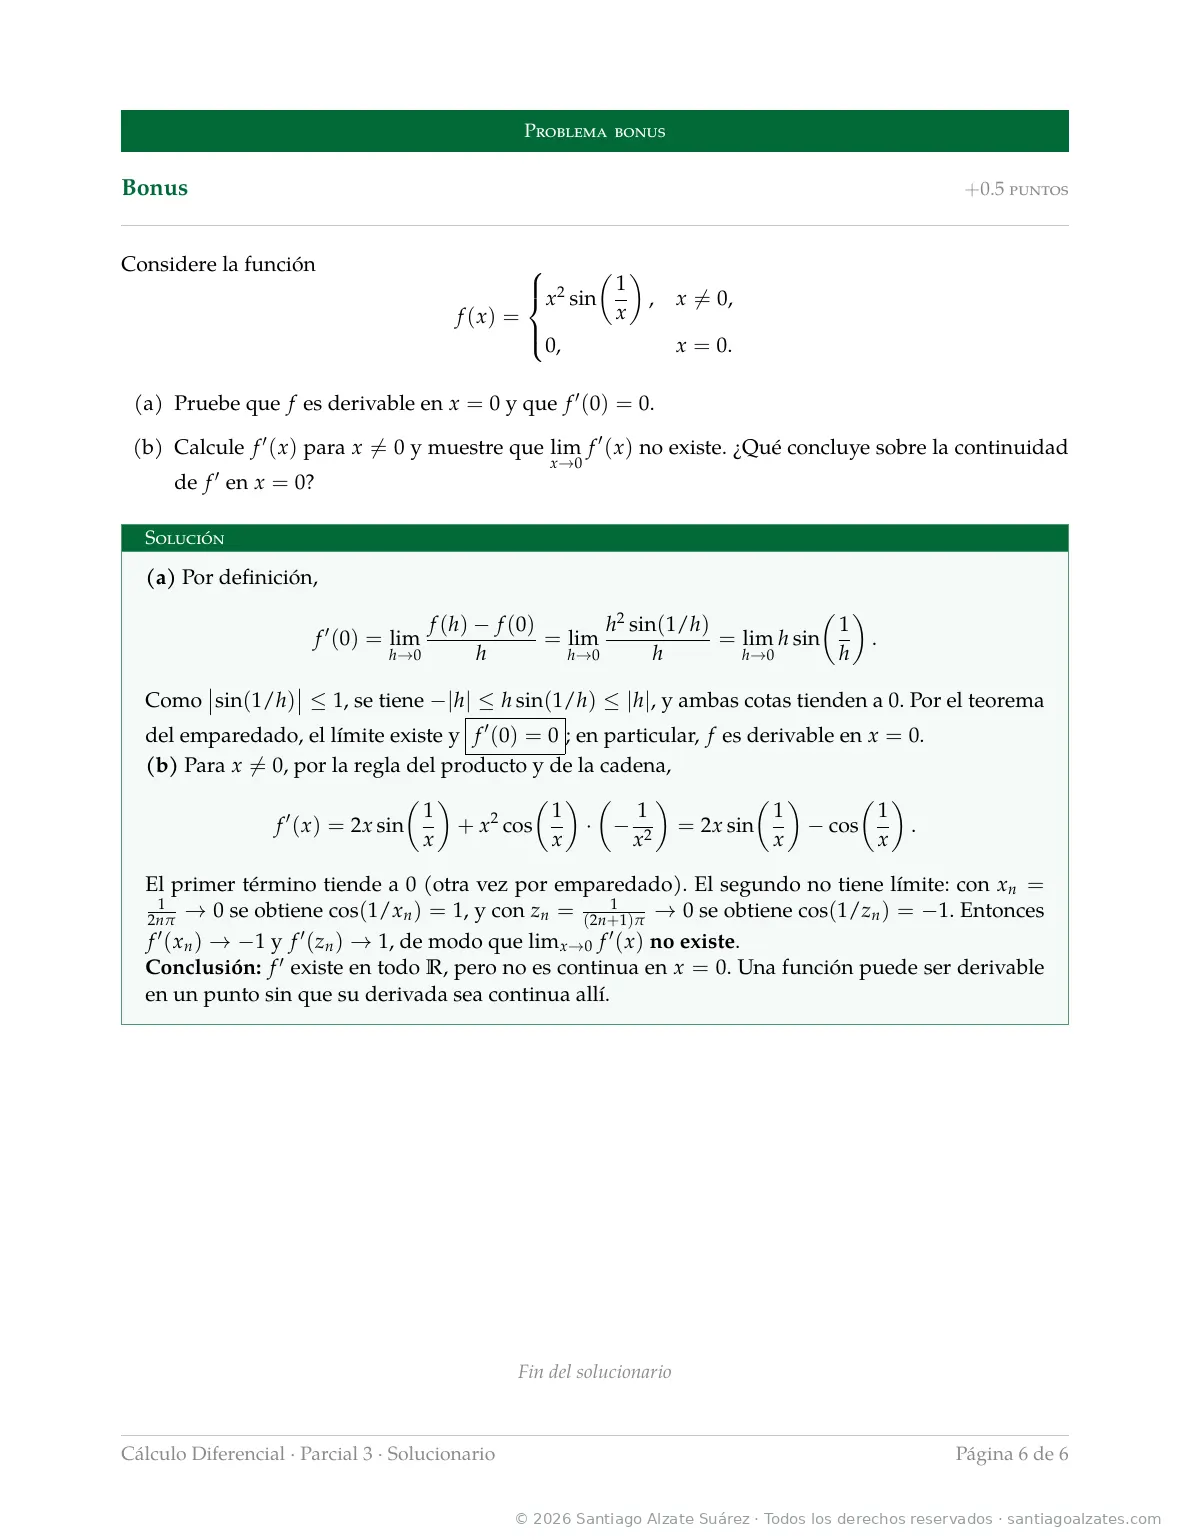 Problema bonus
Bonus
+0.5 puntos
Considere la función
f(x) = { x² sin(1/x), x ≠ 0,
0, x = 0.
(a) Pruebe que f es derivable en x = 0 y que f′(0) = 0.
(b) Calcule f′(x) para x ≠ 0 y muestre que lim_{x→0} f′(x) no existe. ¿Qué concluye sobre la continuidad
de f′ en x = 0?
Solución
(a) Por definición,
f′(0) = lim_{h→0} (f(h) − f(0))/h = lim_{h→0} (h² sin(1/h))/h = lim_{h→0} h sin(1/h).
Como |sin(1/h)| ≤ 1, se tiene −|h| ≤ h sin(1/h) ≤ |h|, y ambas cotas tienden a 0. Por el teorema
del emparedado, el límite existe y f′(0) = 0; en particular, f es derivable en x = 0.
(b) Para x ≠ 0, por la regla del producto y de la cadena,
f′(x) = 2x sin(1/x) + x² cos(1/x) · (−1/x²) = 2x sin(1/x) − cos(1/x).
El primer término tiende a 0 (otra vez por emparedado). El segundo no tiene límite: con xₙ =
1/(2nπ) → 0 se obtiene cos(1/xₙ) = 1, y con zₙ = 1/((2n+1)π) → 0 se obtiene cos(1/zₙ) = −1. Entonces
f′(xₙ) → −1 y f′(zₙ) → 1, de modo que lim_{x→0} f′(x) no existe.
Conclusión: f′ existe en todo ℝ, pero no es continua en x = 0. Una función puede ser derivable
en un punto sin que su derivada sea continua allí.
Fin del solucionario
Cálculo Diferencial · Parcial 3 · Solucionario
Página 6 de 6
© 2026 Santiago Alzate Suárez · Todos los derechos reservados · santiagoalzates.com